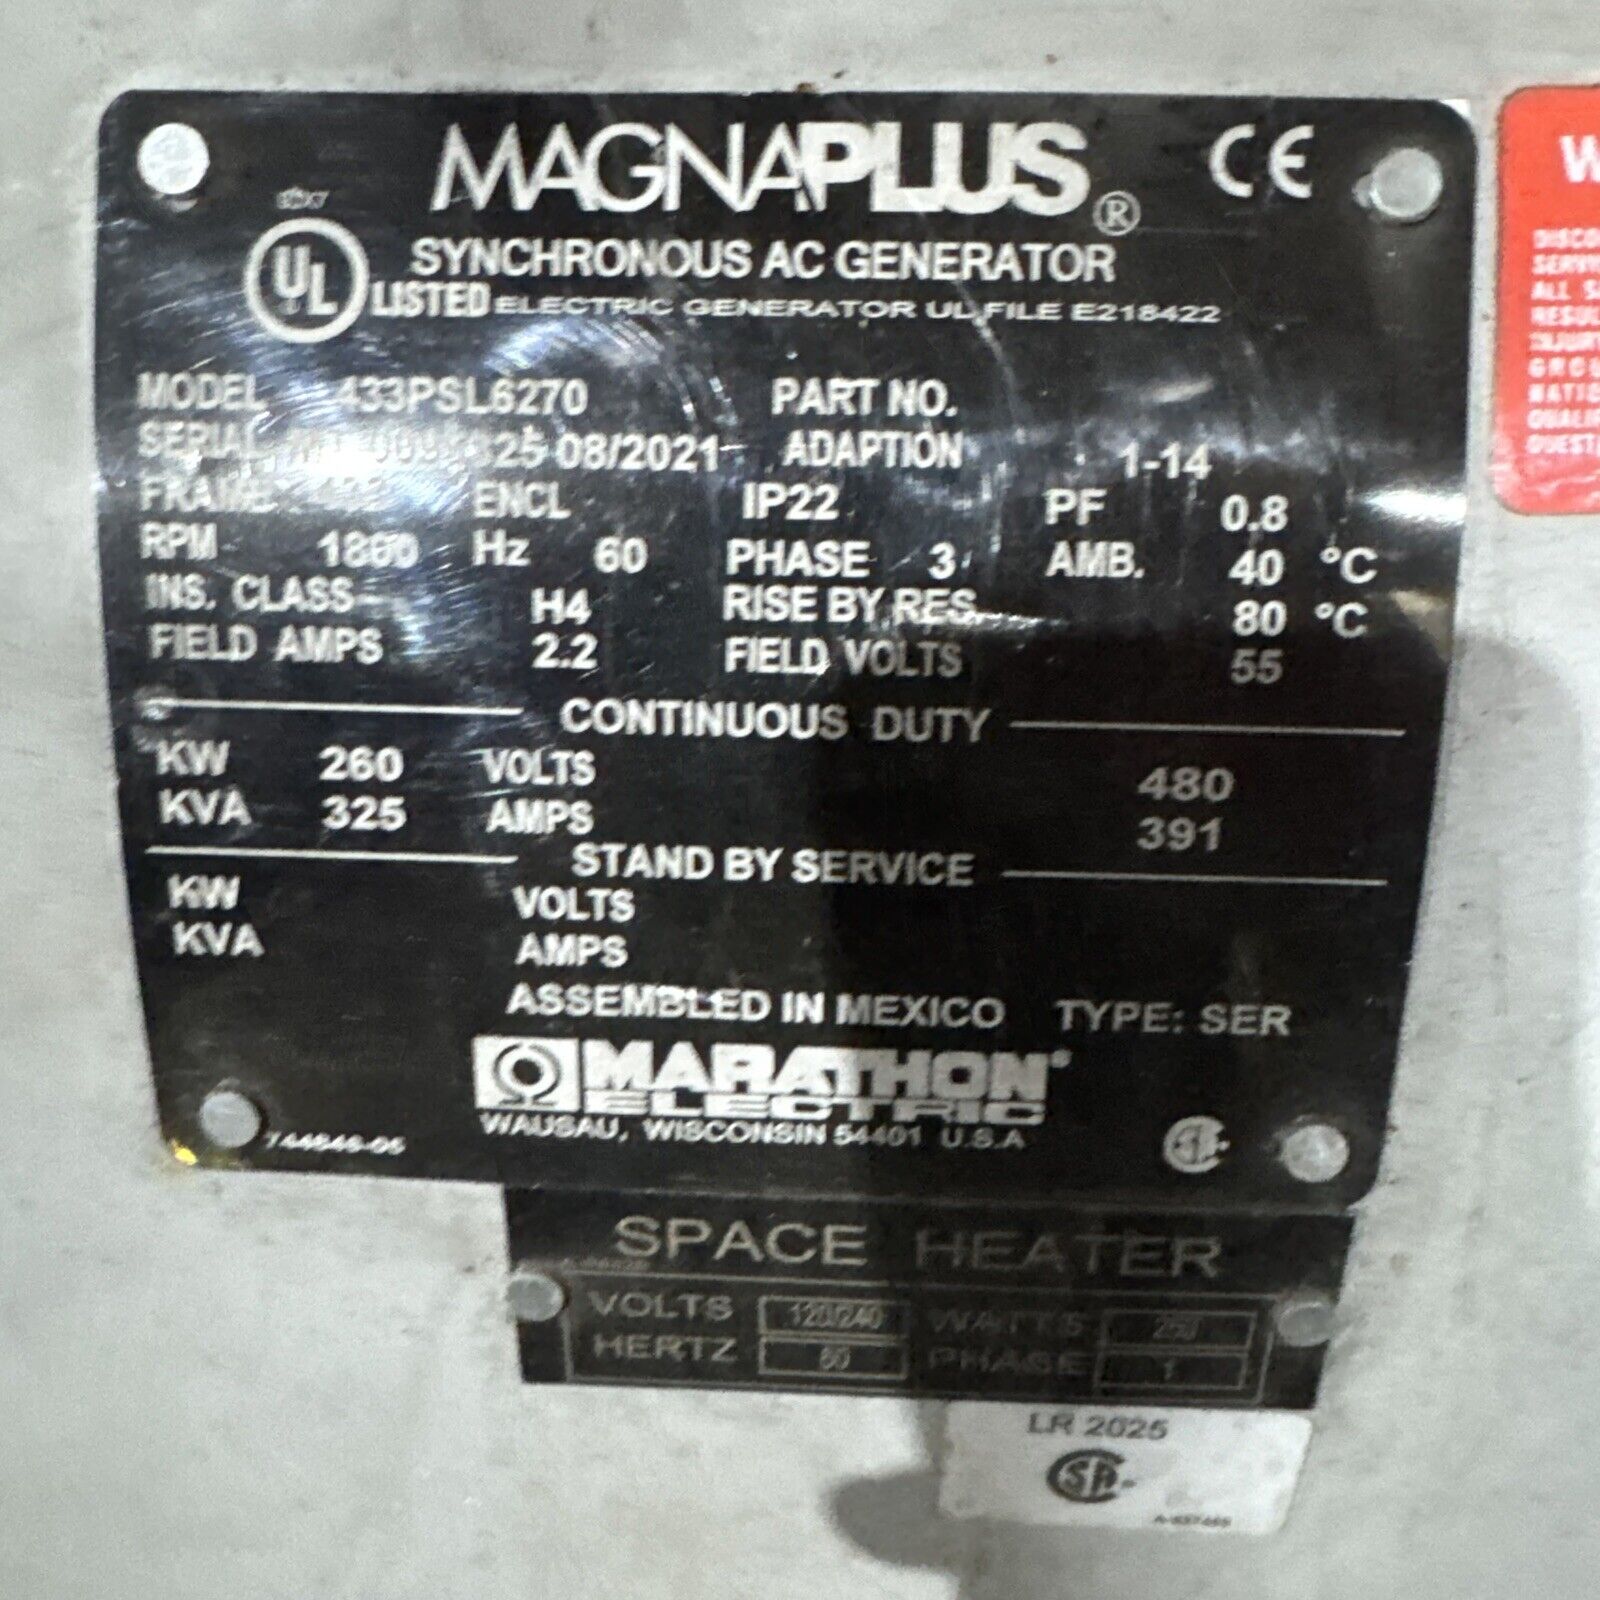 MAGNAPLUS® CE
UL LISTED
SYNCHRONOUS AC GENERATOR
ELECTRIC GENERATOR UL FILE E218422
MODEL 433PSL6270 PART NO.
SERIAL 08/2021 ADAPTION 1-14
FRAME ENCL IP22 PF 0.8
RPM 1800 Hz 60 PHASE 3 AMB. 40 °C
INS. CLASS H4 RISE BY RES. 80 °C
FIELD AMPS 2.2 FIELD VOLTS 55
CONTINUOUS DUTY
KW 260 VOLTS 480
KVA 325 AMPS 391
STAND BY SERVICE
KW VOLTS
KVA AMPS
ASSEMBLED IN MEXICO TYPE: SER
MARATHON®
ELECTRIC
WAUSAU, WISCONSIN 54401 U.S.A
744846-05
SPACE HEATER
VOLTS 120/240 WATTS 250
HERTZ 60 PHASE 1
LR 2025